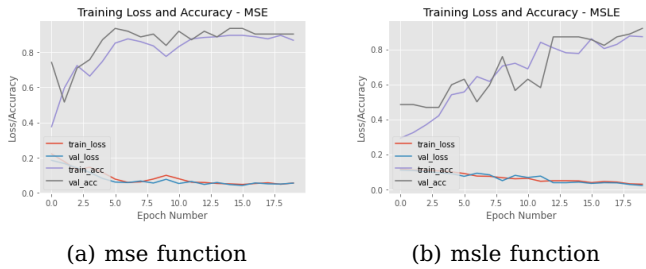 Training Loss and Accuracy - MSE
0.8
0.6
0.4
0.2
0.0
Loss/Accuracy
train_loss
val_loss
train_acc
val_acc
0.0 2.5 5.0 7.5 10.0 12.5 15.0 17.5
Epoch Number
(a) mse function
Training Loss and Accuracy - MSLE
0.8
0.6
0.4
0.2
0.0
Loss/Accuracy
train_loss
val_loss
train_acc
val_acc
0.0 2.5 5.0 7.5 10.0 12.5 15.0 17.5
Epoch Number
(b) msle function